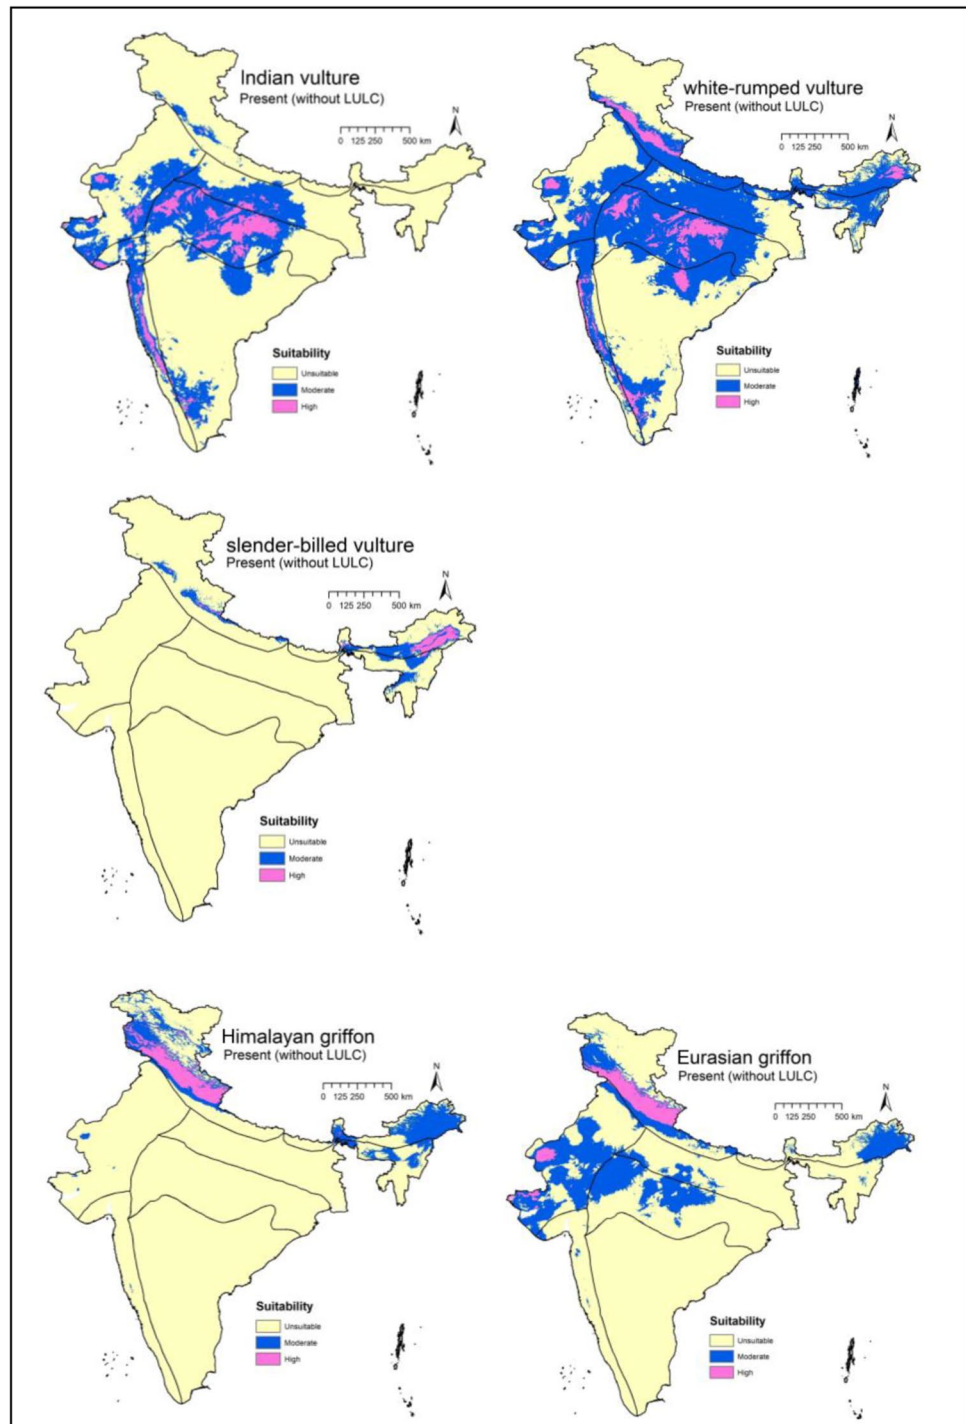 Indian vulture
Present (without LULC)
N
0 125 250 500 km
Suitability
Unsuitable
Moderate
High
white-rumped vulture
Present (without LULC)
N
0 125 250 500 km
Suitability
Unsuitable
Moderate
High
slender-billed vulture
Present (without LULC)
N
0 125 250 500 km
Suitability
Unsuitable
Moderate
High
Himalayan griffon
Present (without LULC)
N
0 125 250 500 km
Suitability
Unsuitable
Moderate
High
Eurasian griffon
Present (without LULC)
N
0 125 250 500 km
Suitability
Unsuitable
Moderate
High